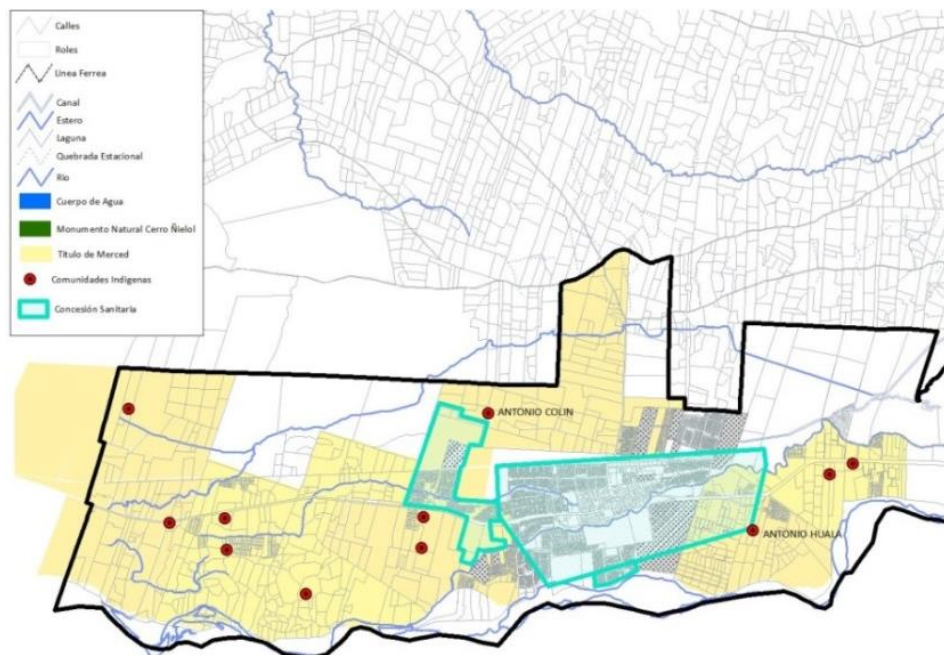 Calles
Roles
Linea Ferrea
Canal
Estero
Laguna
Quebrada Estacional
Río
Cuerpo de Agua
Monumento Natural Cerro Ñielol
Título de Merced
Comunidades Indígenas
Concesión Sanitaria
ANTONIO COLIN
ANTONIO HUALA